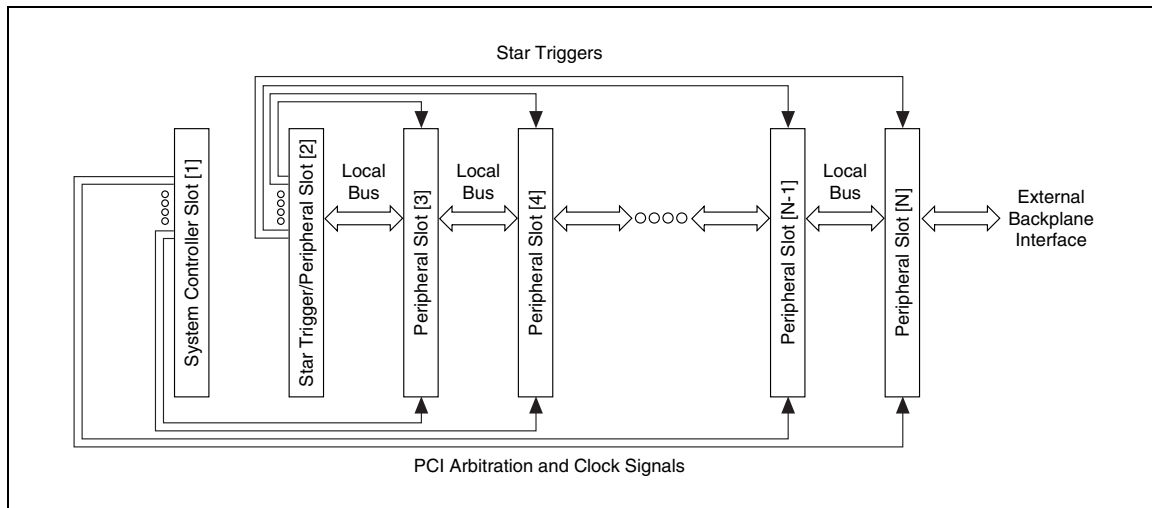 Star Triggers
System Controller Slot [1]
Star Trigger/Peripheral Slot [2]
Local
Bus
Peripheral Slot [3]
Local
Bus
Peripheral Slot [4]
Peripheral Slot [N-1]
Local
Bus
Peripheral Slot [N]
External
Backplane
Interface
PCI Arbitration and Clock Signals